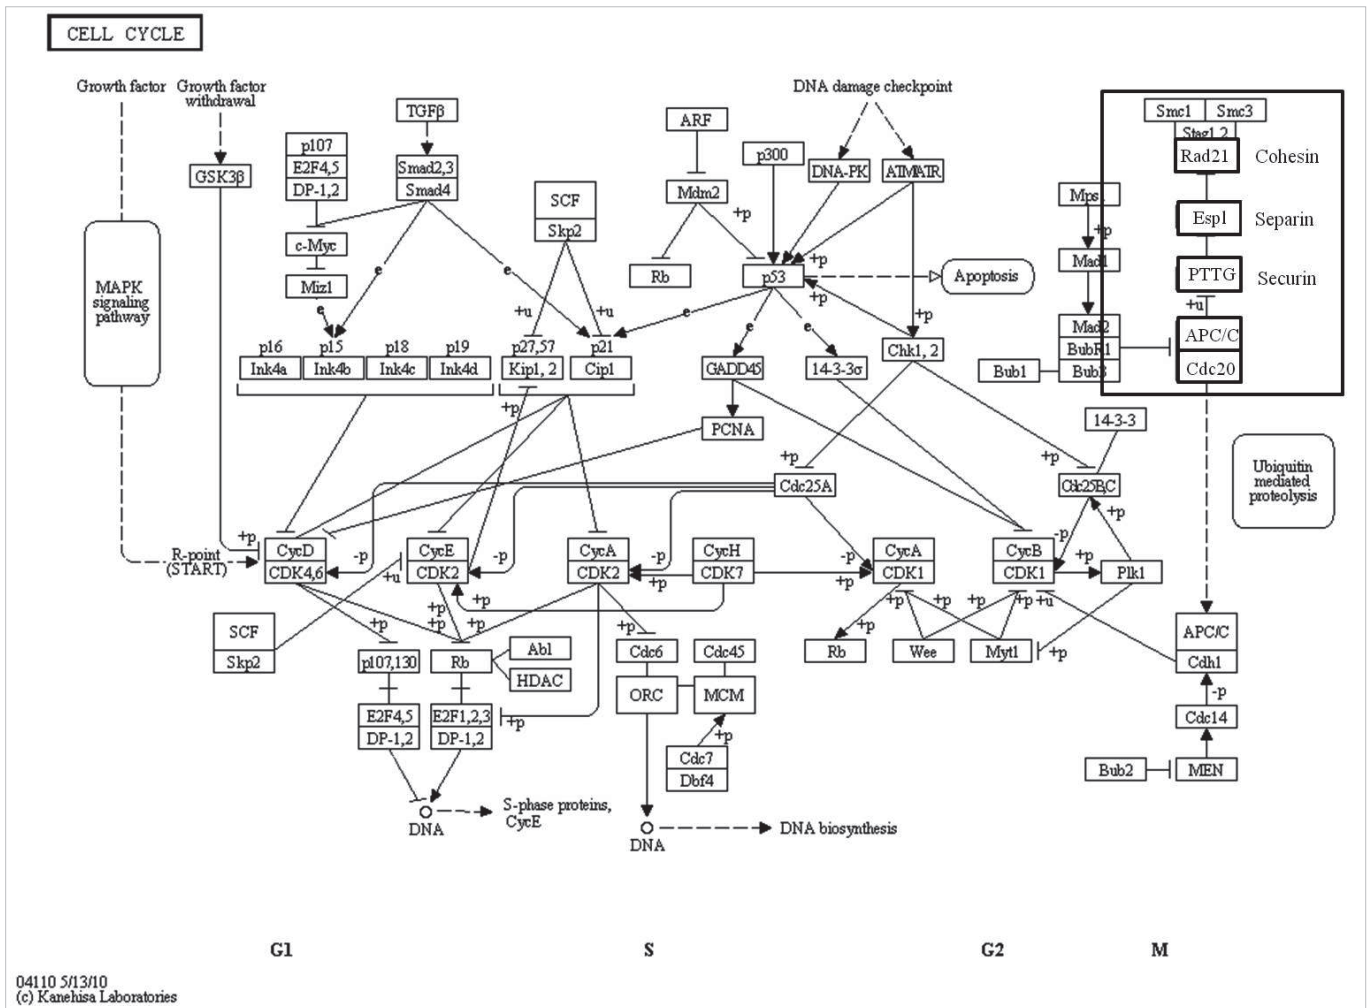 CELL CYCLE
Growth factor
Growth factor
withdrawal
GSK3β
MAPK
signaling
pathway
R-point
(START)
p107
E2F4,5
DP-1,2
c-Myc
Miz1
e
TGFβ
Smad2,3
Smad4
e
e
SCF
Skp2
+u
+u
ARF
Mdm2
Rb
+p
p300
p53
DNA damage checkpoint
DNA-PK
ATM/ATR
+p
+p
+p
Apoptosis
e
e
e
p16
Ink4a
p15
Ink4b
p18
Ink4c
p19
Ink4d
p27,57
Kip1, 2
p21
Cip1
GADD45
14-3-3σ
Chk1, 2
PCNA
+p
+p
+p
Cdc25A
14-3-3
Cdc25B,C
Mps1
+p
Mad1
Mad2
BubR1
Bub3
Bub1
Smc1
Smc3
Stag1,2
Rad21
Cohesin
Esp1
Separin
PTTG
Securin
+u
APC/C
Cdc20
Ubiquitin
mediated
proteolysis
+p
CycD
CDK4,6
-p
+u
CycE
CDK2
-p
+p
CycA
CDK2
-p
+p
CycH
CDK7
-p
+p
CycA
CDK1
CycB
CDK1
-p
+p
+p
Plk1
SCF
Skp2
+p
+p
+p
+p
p107,130
Rb
Abl
HDAC
E2F4,5
DP-1,2
E2F1,2,3
DP-1,2
+p
+p
Cdc6
ORC
Cdc45
MCM
+p
Cdc7
Dbf4
+p
Rb
+p
+p
+p
+u
Wee
Myt1
+p
APC/C
Cdh1
-p
Cdc14
Bub2
MEN
DNA
S-phase proteins,
CycE
DNA
DNA biosynthesis
G1
S
G2
M
04110 5/13/10
(c) Kanehisa Laboratories